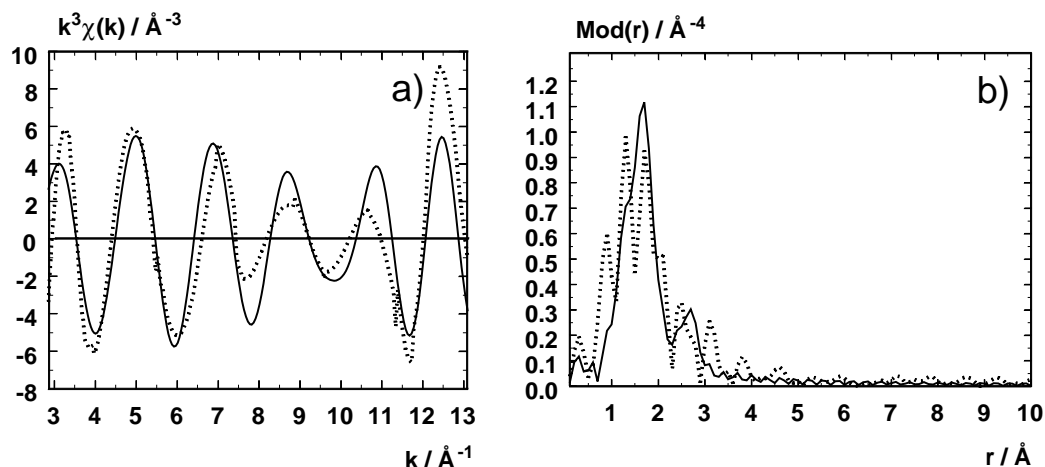 k³χ(k) / Å⁻³
a)
10
8
6
4
2
0
-2
-4
-6
-8
3 4 5 6 7 8 9 10 11 12 13
k / Å⁻¹
Mod(r) / Å⁻⁴
b)
1.2
1.1
1.0
0.9
0.8
0.7
0.6
0.5
0.4
0.3
0.2
0.1
0.0
1 2 3 4 5 6 7 8 9 10
r / Å